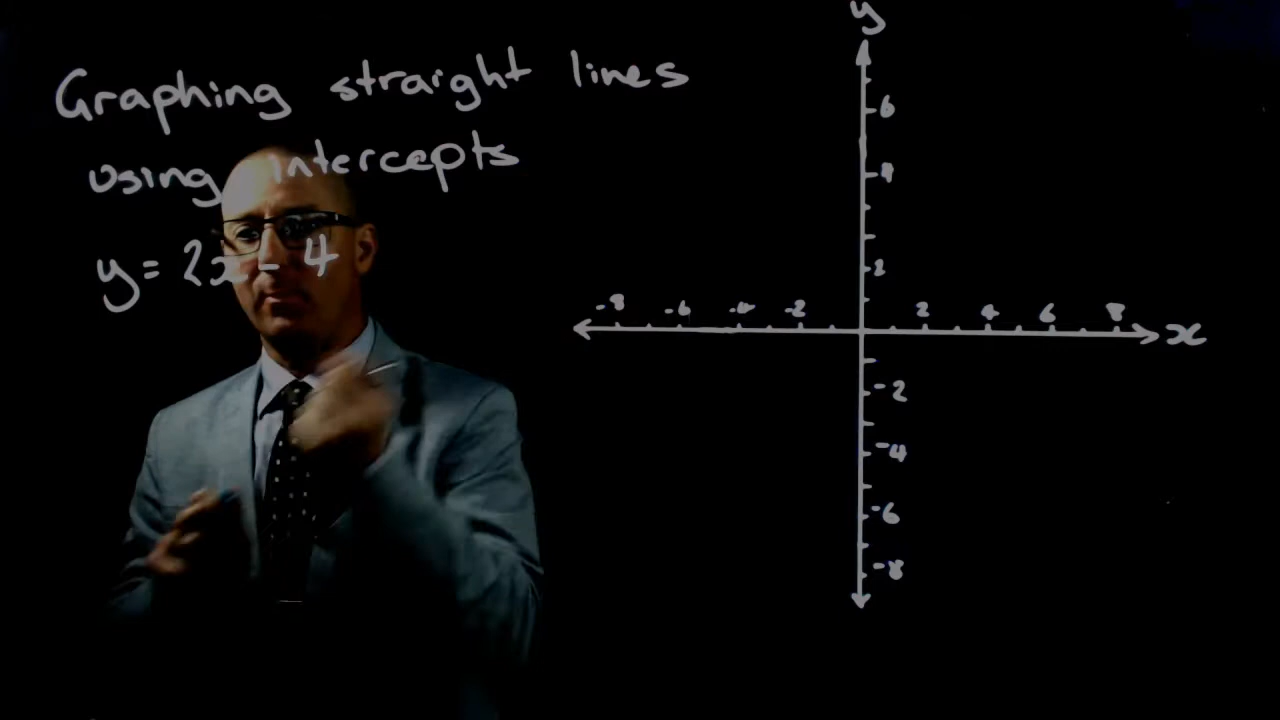 Graphing straight lines
using intercepts
y = 2x - 4
y
6
4
2
-8 -6 -4 -2 2 4 6 8 x
-2
-4
-6
-8